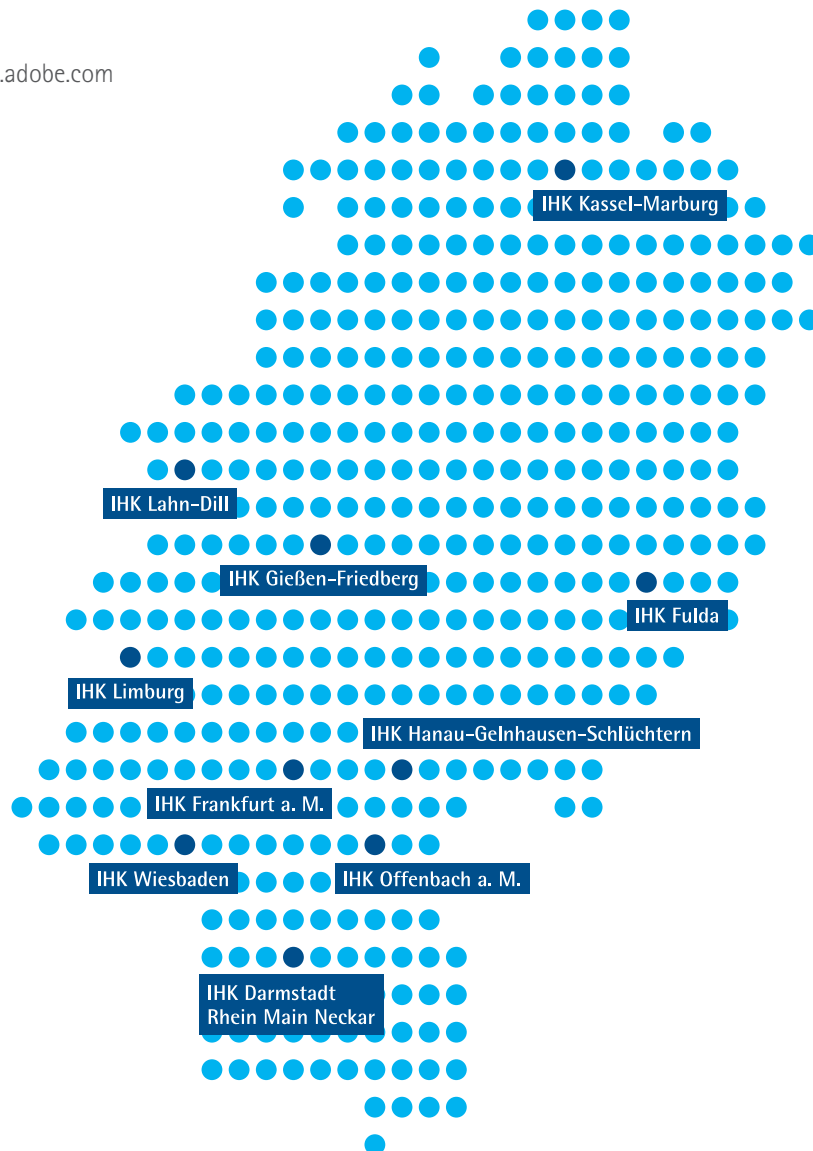 .adobe.com
IHK Kassel-Marburg
IHK Lahn-Dill
IHK Gießen-Friedberg
IHK Fulda
IHK Limburg
IHK Hanau-Gelnhausen-Schlüchtern
IHK Frankfurt a. M.
IHK Wiesbaden
IHK Offenbach a. M.
IHK Darmstadt
Rhein Main Neckar